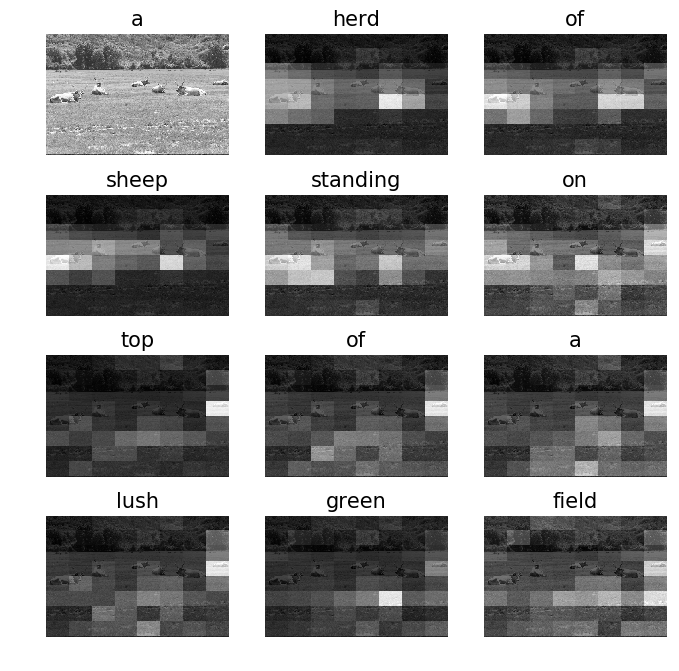 a herd of
sheep standing on
top of a
lush green field